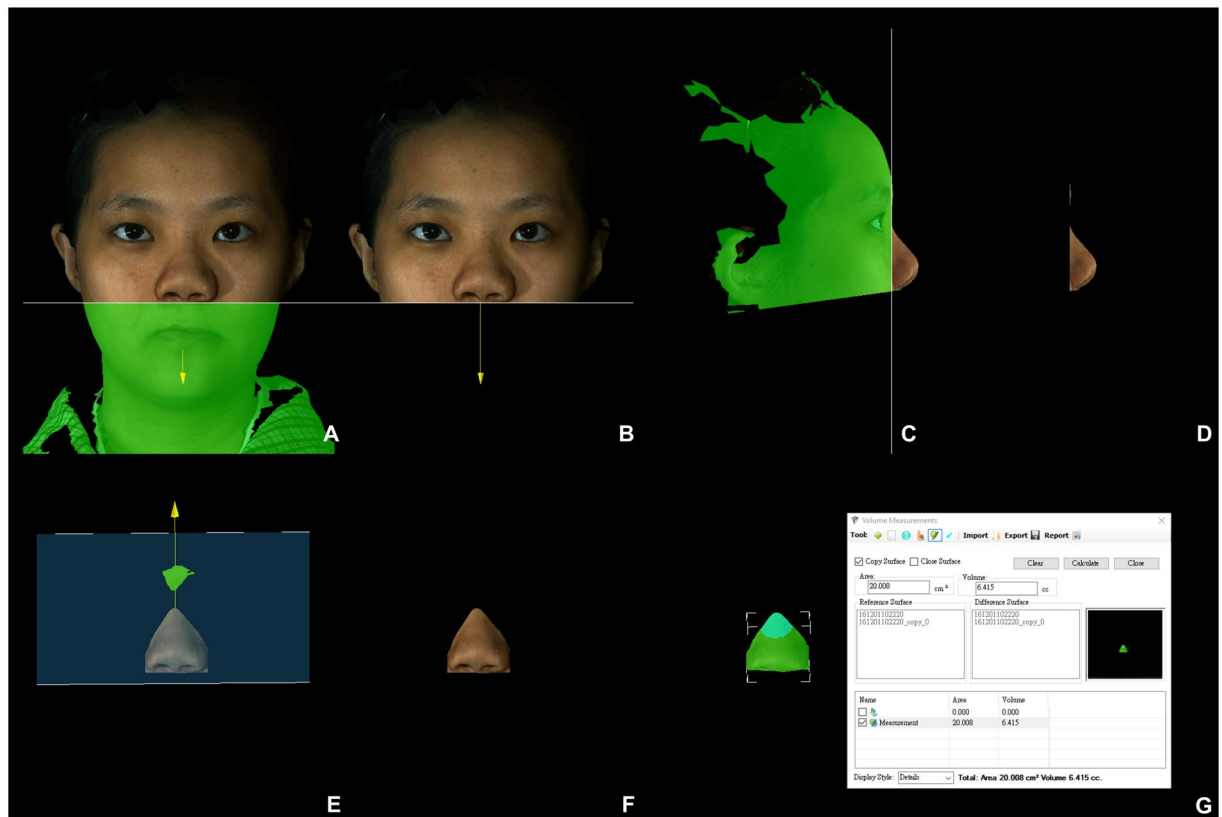 A
B
C
D
E
F
G
Volume Measurements
Tool: Import Export Report
Copy Surface Close Surface Clear Calculate Close
Area: Volume:
20.008 cm² 6.415 cc
Reference Surface Difference Surface
161201102220 161201102220
161201102220_copy_0 161201102220_copy_0
Name Area Volume
0.000 0.000
Measurement 20.008 6.415
Display Style: Details Total: Area 20.008 cm² Volume 6.415 cc.